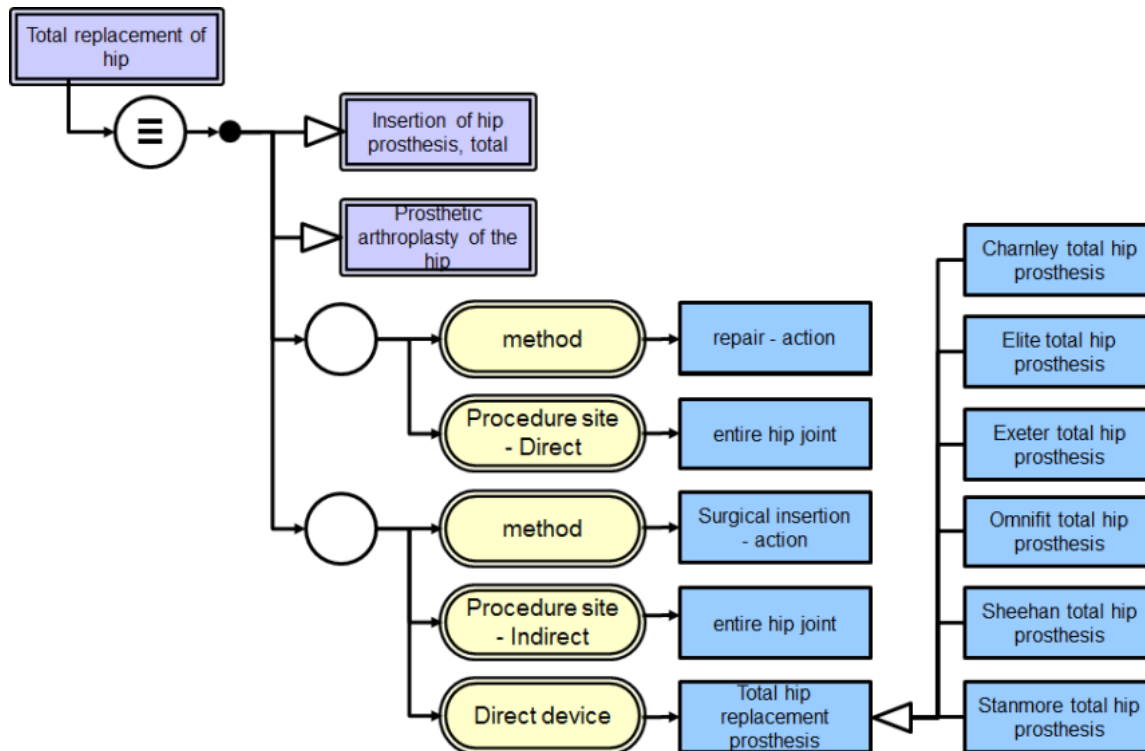 Total replacement of
hip
Insertion of hip
prosthesis, total
Prosthetic
arthroplasty of the
hip
Charnley total hip
prosthesis
method
repair - action
Elite total hip
prosthesis
Procedure site
- Direct
entire hip joint
Exeter total hip
prosthesis
method
Surgical insertion
- action
Omnifit total hip
prosthesis
Procedure site
- Indirect
entire hip joint
Sheehan total hip
prosthesis
Direct device
Total hip
replacement
prosthesis
Stanmore total hip
prosthesis